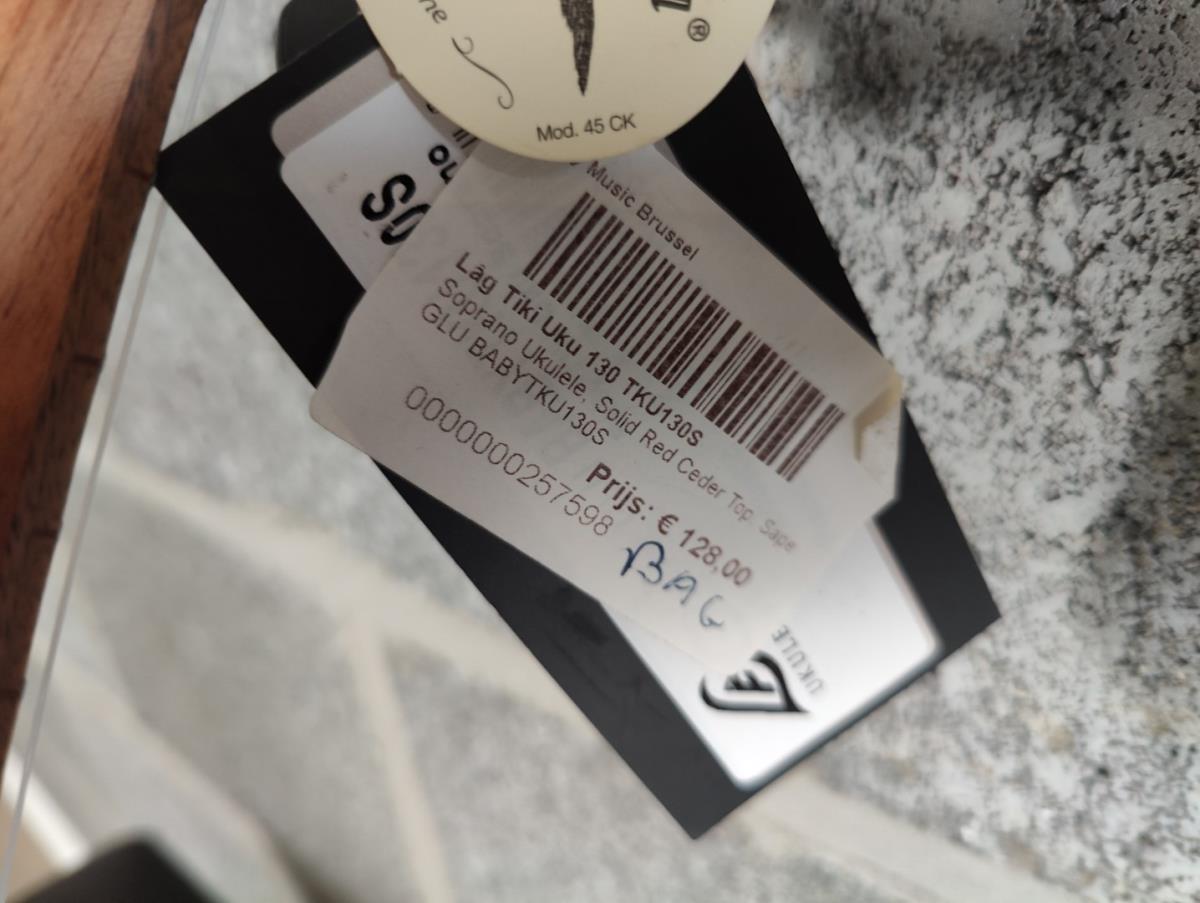 ne
®
Mod. 45 CK
Music Brussel
Lâg Tiki Uku 130 TKU130S
Soprano Ukulele, Solid Red Ceder Top, Sape
GLU BABYTKU130S
Prijs: € 128,00
0000000257598
BAG
UKULE